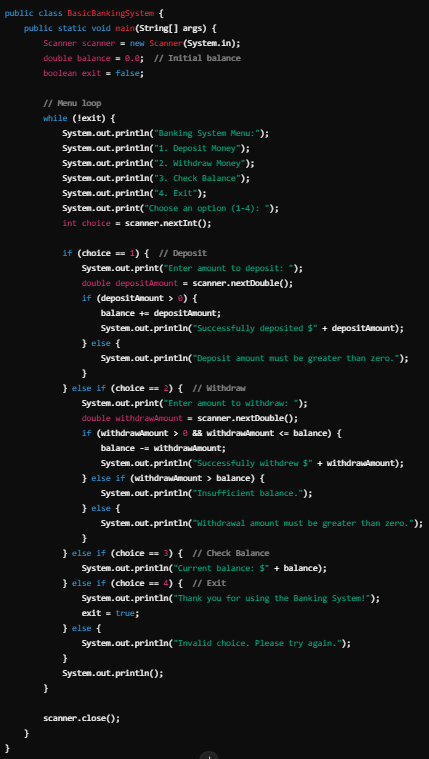 public class BasicBankingSystem {
    public static void main(String[] args) {
        Scanner scanner = new Scanner(System.in);
        double balance = 0.0;  // Initial balance
        boolean exit = false;

        // Menu loop
        while (!exit) {
            System.out.println("Banking System Menu:");
            System.out.println("1. Deposit Money");
            System.out.println("2. Withdraw Money");
            System.out.println("3. Check Balance");
            System.out.println("4. Exit");
            System.out.print("Choose an option (1-4): ");
            int choice = scanner.nextInt();

            if (choice == 1) {  // Deposit
                System.out.print("Enter amount to deposit: ");
                double depositAmount = scanner.nextDouble();
                if (depositAmount > 0) {
                    balance += depositAmount;
                    System.out.println("Successfully deposited $" + depositAmount);
                } else {
                    System.out.println("Deposit amount must be greater than zero.");
                }
            } else if (choice == 2) {  // Withdraw
                System.out.print("Enter amount to withdraw: ");
                double withdrawAmount = scanner.nextDouble();
                if (withdrawAmount > 0 && withdrawAmount <= balance) {
                    balance -= withdrawAmount;
                    System.out.println("Successfully withdrew $" + withdrawAmount);
                } else if (withdrawAmount > balance) {
                    System.out.println("Insufficient balance.");
                } else {
                    System.out.println("Withdrawal amount must be greater than zero.");
                }
            } else if (choice == 3) {  // Check Balance
                System.out.println("Current balance: $" + balance);
            } else if (choice == 4) {  // Exit
                System.out.println("Thank you for using the Banking System!");
                exit = true;
            } else {
                System.out.println("Invalid choice. Please try again.");
            }
            System.out.println();
        }

        scanner.close();
    }
}